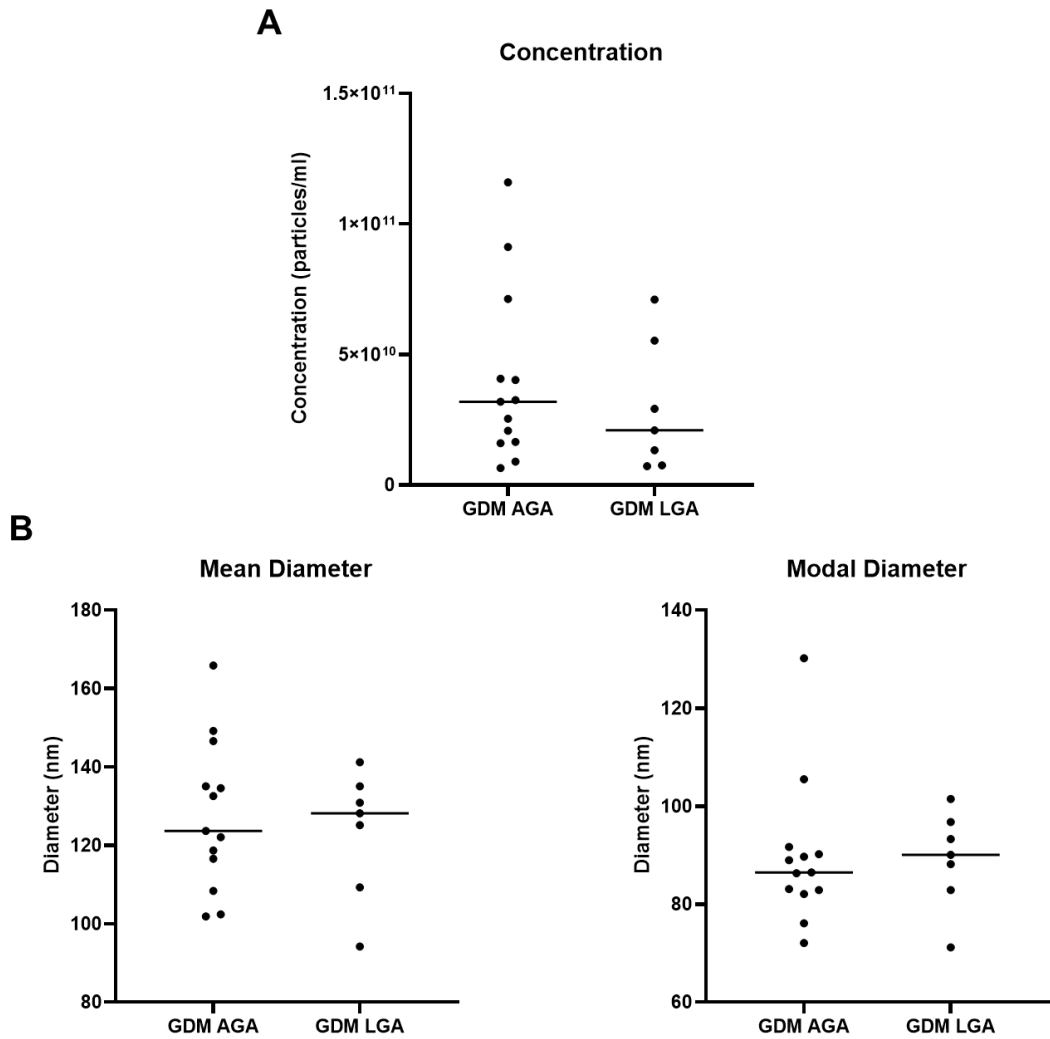 A
Concentration
Concentration (particles/ml)
1.5×10¹¹
1×10¹¹
5×10¹⁰
0
GDM AGA GDM LGA
B
Mean Diameter
Diameter (nm)
180
160
140
120
100
80
GDM AGA GDM LGA
Modal Diameter
Diameter (nm)
140
120
100
80
60
GDM AGA GDM LGA